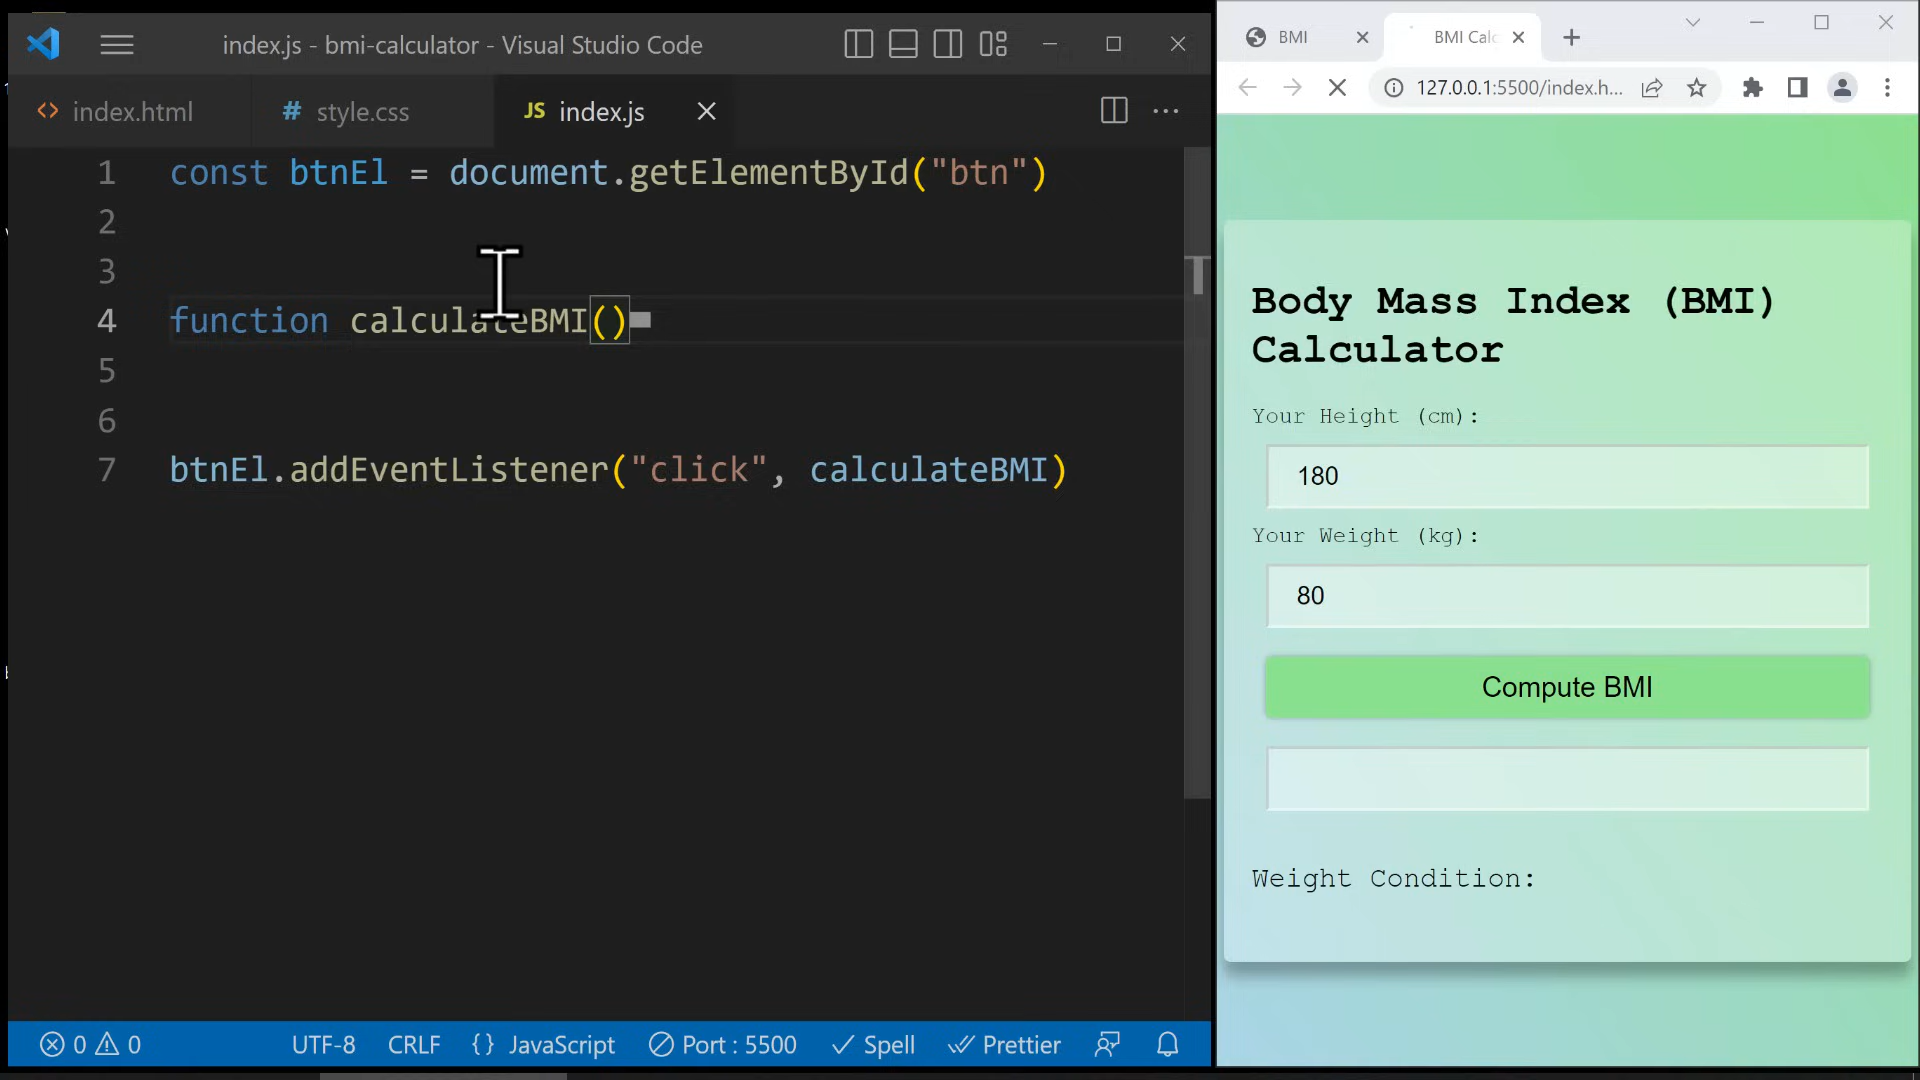 index.js - bmi-calculator - Visual Studio Code
index.html
style.css
JS index.js
1 const btnEl = document.getElementById("btn")
2
3
4 function calculateBMI()
5
6
7 btnEl.addEventListener("click", calculateBMI)
0 0 UTF-8 CRLF {} JavaScript Port : 5500 Spell Prettier
BMI
BMI Calc
127.0.0.1:5500/index.h...
Body Mass Index (BMI)
Calculator
Your Height (cm):
180
Your Weight (kg):
80
Compute BMI
Weight Condition: